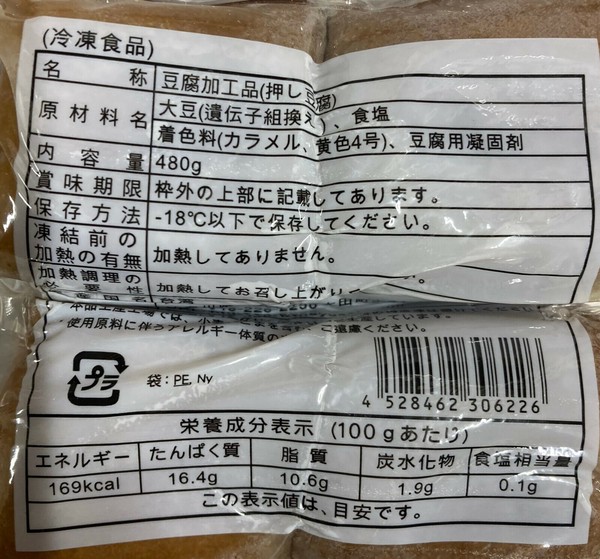 (冷凍食品)
名称 豆腐加工品(押し豆腐)
原材料名 大豆(遺伝子組換え)、食塩
着色料(カラメル、黄色4号)、豆腐用凝固剤
内容量 480g
賞味期限 枠外の上部に記載してあります。
保存方法 -18℃以下で保存してください。
凍結前の加熱の有無 加熱してありません。
加熱調理の必要性 加熱してお召し上がり
使用原料に伴うアレルギー体質の ご遠慮ください。
プラ
袋:PE, Ny
4 528462 306226
栄養成分表示 (100gあたり)
エネルギー たんぱく質 脂質 炭水化物 食塩相当量
169kcal 16.4g 10.6g 1.9g 0.1g
この表示値は、目安です。